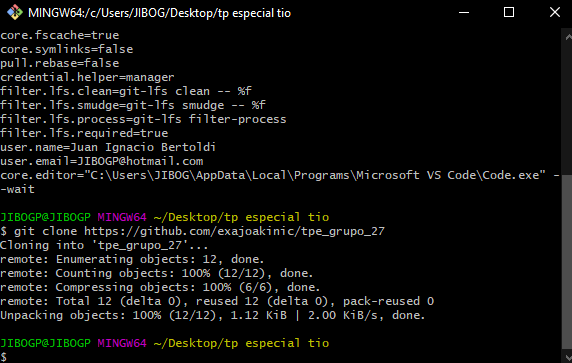 MINGW64:/c/Users/JIBOG/Desktop/tp especial tio
core.fscache=true
core.symlinks=false
pull.rebase=false
credential.helper=manager
filter.lfs.clean=git-lfs clean -- %f
filter.lfs.smudge=git-lfs smudge -- %f
filter.lfs.process=git-lfs filter-process
filter.lfs.required=true
user.name=Juan Ignacio Bertoldi
user.email=JIBOGP@hotmail.com
core.editor="C:\Users\JIBOG\AppData\Local\Programs\Microsoft VS Code\Code.exe" -
-wait
JIBOGP@JIBOGP MINGW64 ~/Desktop/tp especial tio
$ git clone https://github.com/exajoakinic/tpe_grupo_27
Cloning into 'tpe_grupo_27'...
remote: Enumerating objects: 12, done.
remote: Counting objects: 100% (12/12), done.
remote: Compressing objects: 100% (6/6), done.
remote: Total 12 (delta 0), reused 12 (delta 0), pack-reused 0
Unpacking objects: 100% (12/12), 1.12 KiB | 2.00 KiB/s, done.
JIBOGP@JIBOGP MINGW64 ~/Desktop/tp especial tio
$